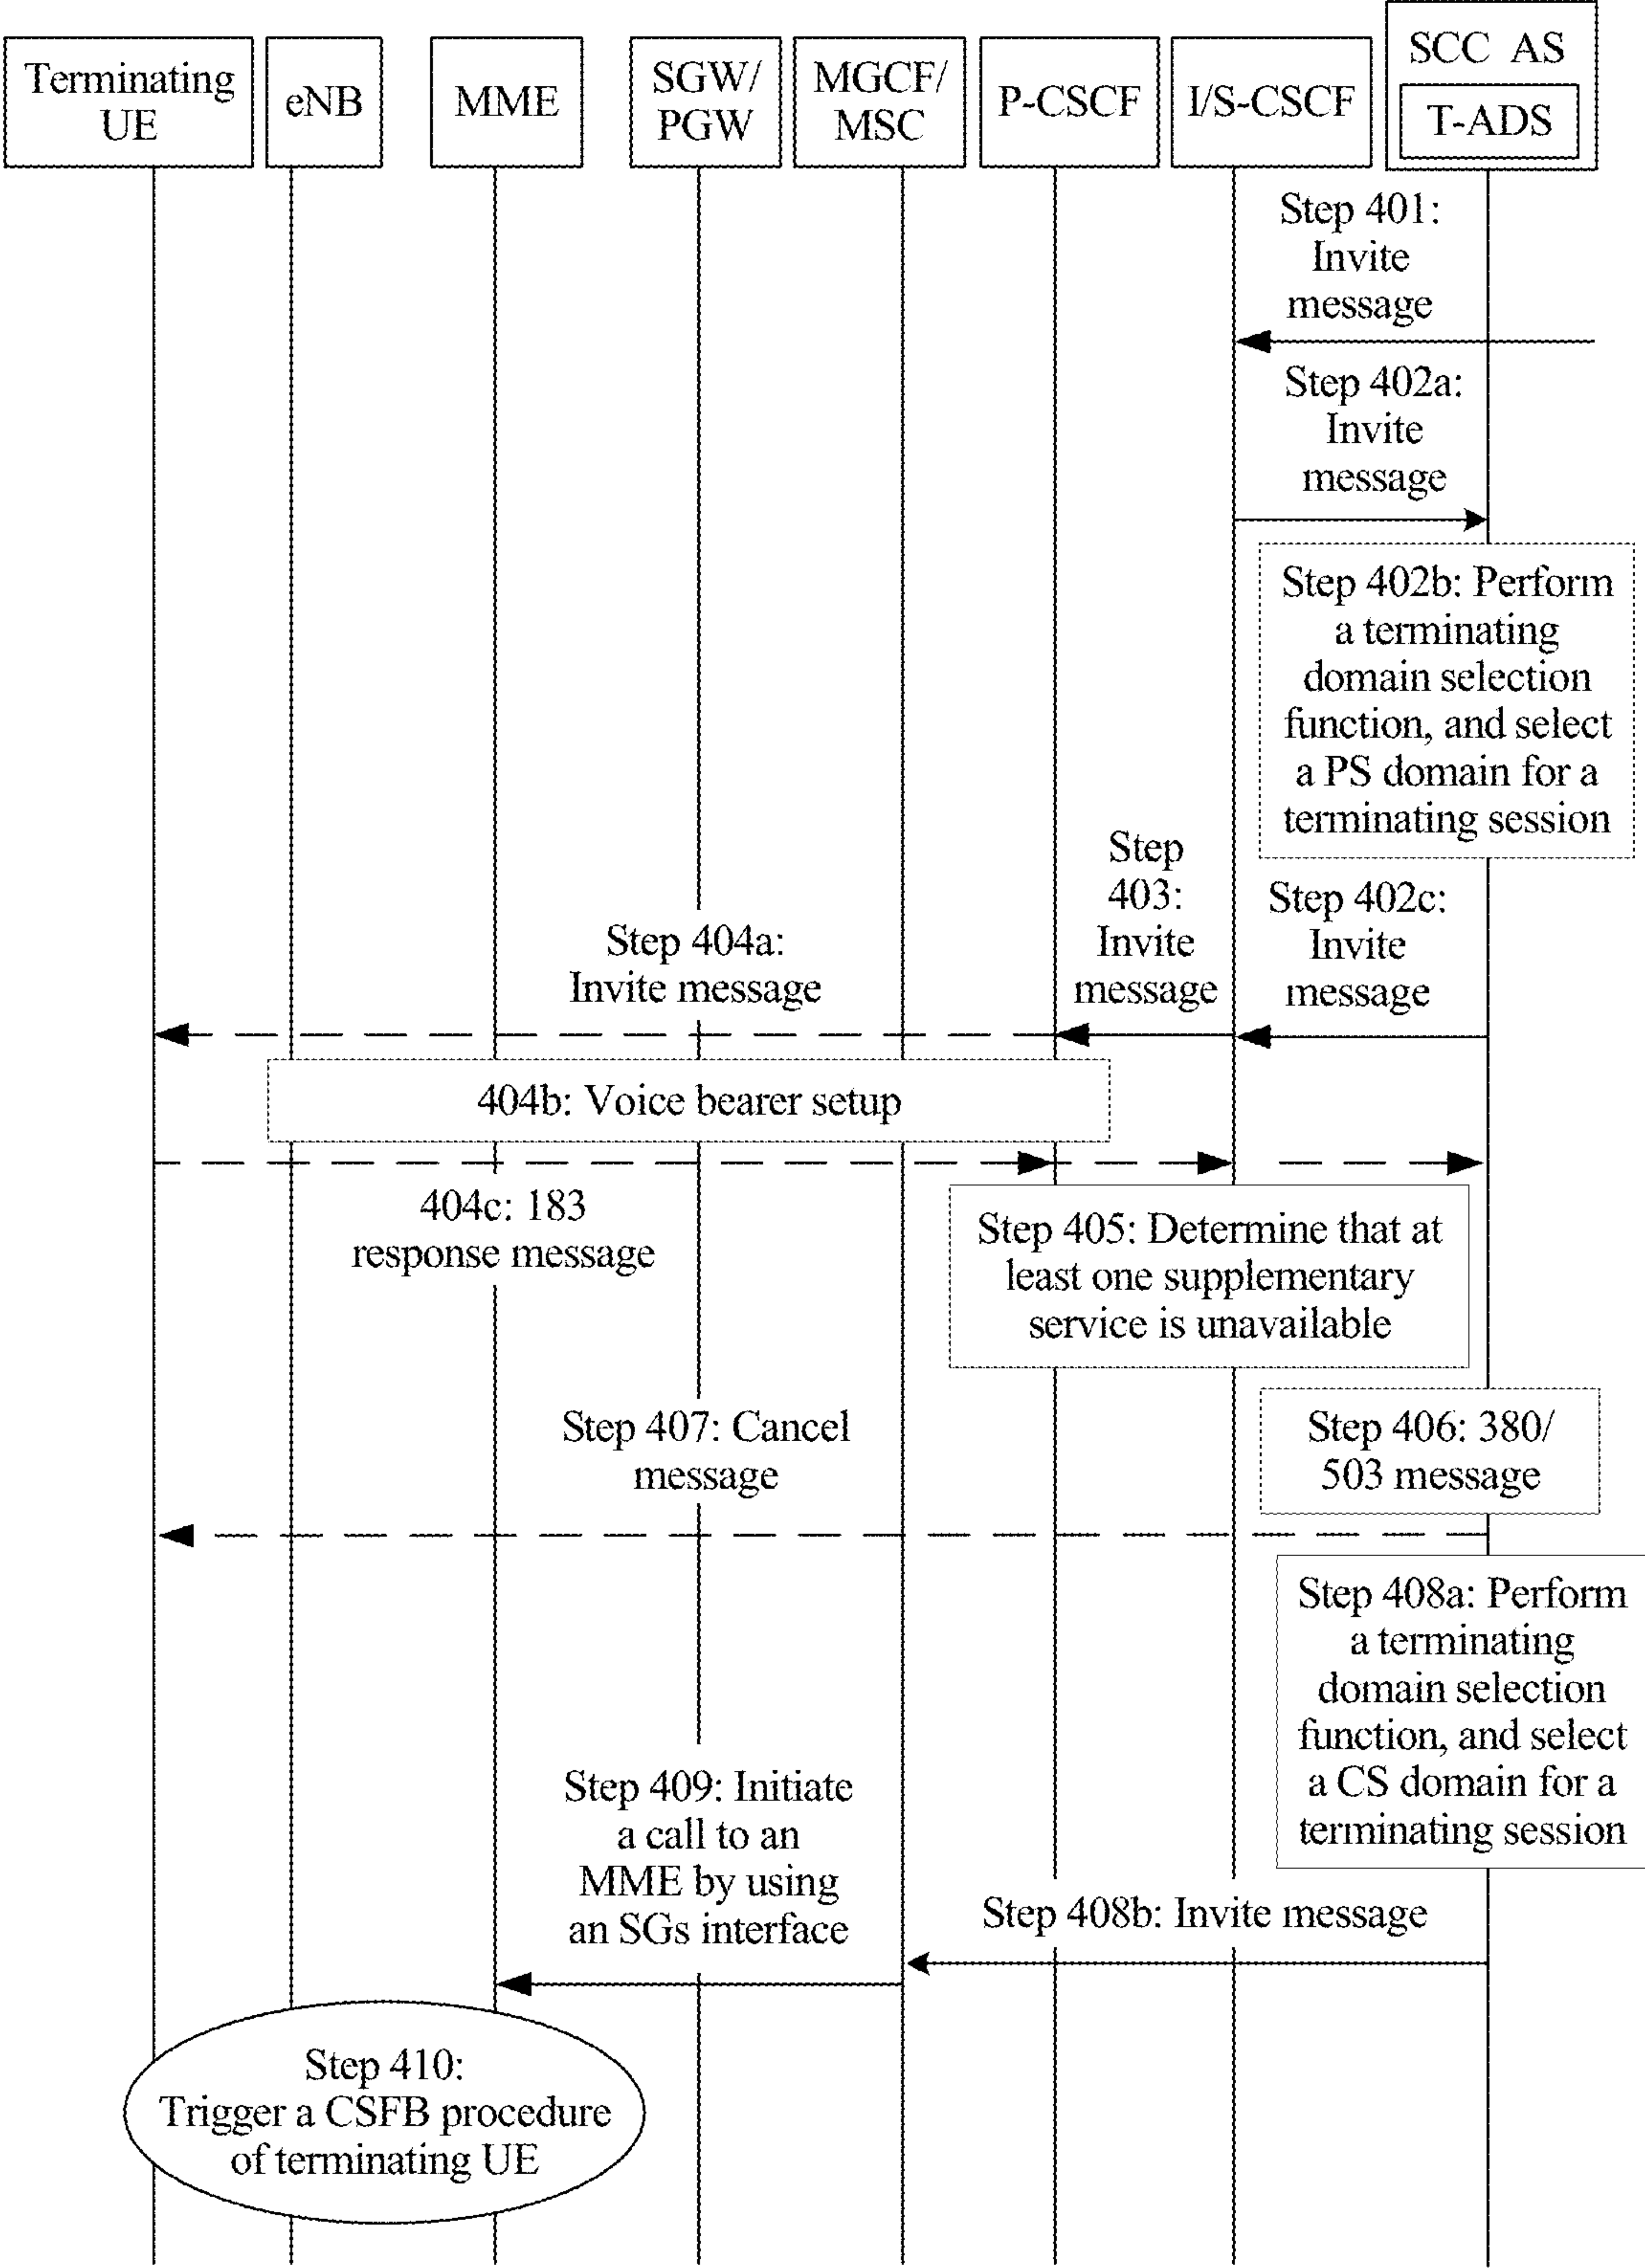 Terminating
UE
eNB
MME
SGW/
PGW
MGCF/
MSC
P-CSCF
I/S-CSCF
SCC AS
T-ADS
Step 401:
Invite
message
Step 402a:
Invite
message
Step 402b: Perform
a terminating
domain selection
function, and select
a PS domain for a
terminating session
Step 402c:
Invite
message
Step
403:
Invite
message
Step 404a:
Invite message
404b: Voice bearer setup
404c: 183
response message
Step 405: Determine that at
least one supplementary
service is unavailable
Step 406: 380/
503 message
Step 407: Cancel
message
Step 408a: Perform
a terminating
domain selection
function, and select
a CS domain for a
terminating session
Step 408b: Invite message
Step 409: Initiate
a call to an
MME by using
an SGs interface
Step 410:
Trigger a CSFB procedure
of terminating UE